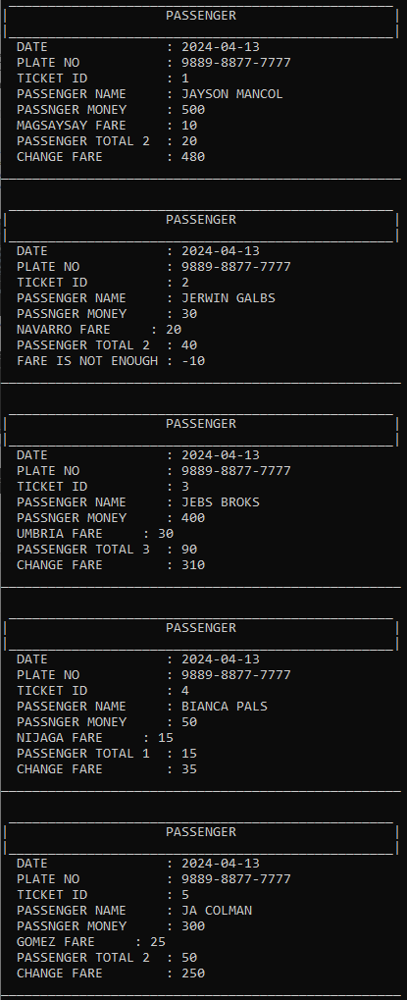 PASSENGER
DATE : 2024-04-13
PLATE NO : 9889-8877-7777
TICKET ID : 1
PASSENGER NAME : JAYSON MANCOL
PASSNGER MONEY : 500
MAGSAYSAY FARE : 10
PASSENGER TOTAL 2 : 20
CHANGE FARE : 480
PASSENGER
DATE : 2024-04-13
PLATE NO : 9889-8877-7777
TICKET ID : 2
PASSENGER NAME : JERWIN GALBS
PASSNGER MONEY : 30
NAVARRO FARE : 20
PASSENGER TOTAL 2 : 40
FARE IS NOT ENOUGH : -10
PASSENGER
DATE : 2024-04-13
PLATE NO : 9889-8877-7777
TICKET ID : 3
PASSENGER NAME : JEBS BROKS
PASSNGER MONEY : 400
UMBRIA FARE : 30
PASSENGER TOTAL 3 : 90
CHANGE FARE : 310
PASSENGER
DATE : 2024-04-13
PLATE NO : 9889-8877-7777
TICKET ID : 4
PASSENGER NAME : BIANCA PALS
PASSNGER MONEY : 50
NIJAGA FARE : 15
PASSENGER TOTAL 1 : 15
CHANGE FARE : 35
PASSENGER
DATE : 2024-04-13
PLATE NO : 9889-8877-7777
TICKET ID : 5
PASSENGER NAME : JA COLMAN
PASSNGER MONEY : 300
GOMEZ FARE : 25
PASSENGER TOTAL 2 : 50
CHANGE FARE : 250